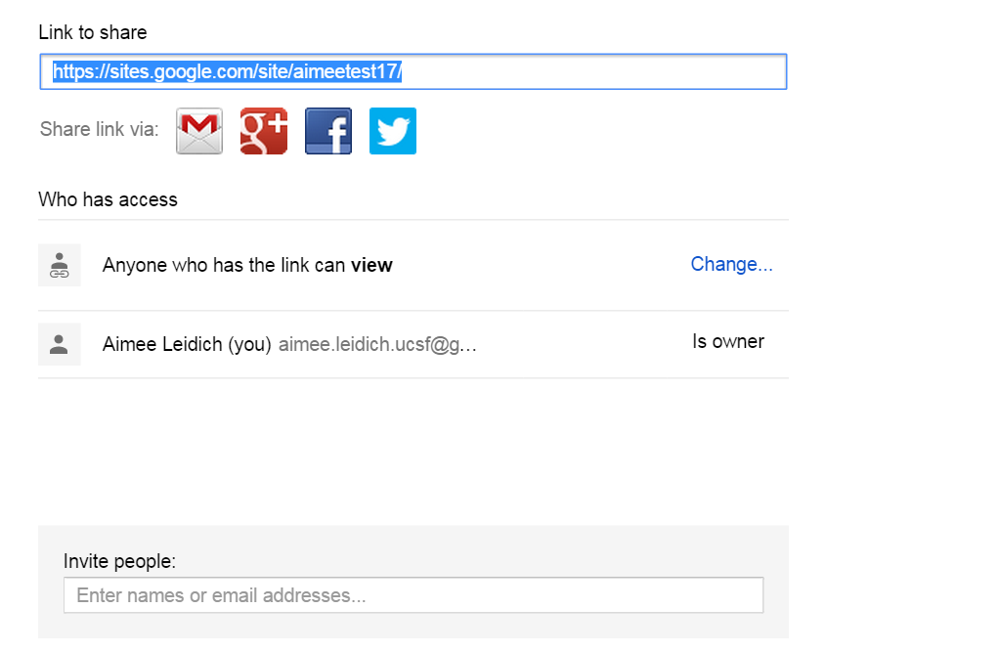 Link to share
https://sites.google.com/site/aimeetest17/
Share link via:
Who has access
Anyone who has the link can view Change...
Aimee Leidich (you) aimee.leidich.ucsf@g... Is owner
Invite people:
Enter names or email addresses...